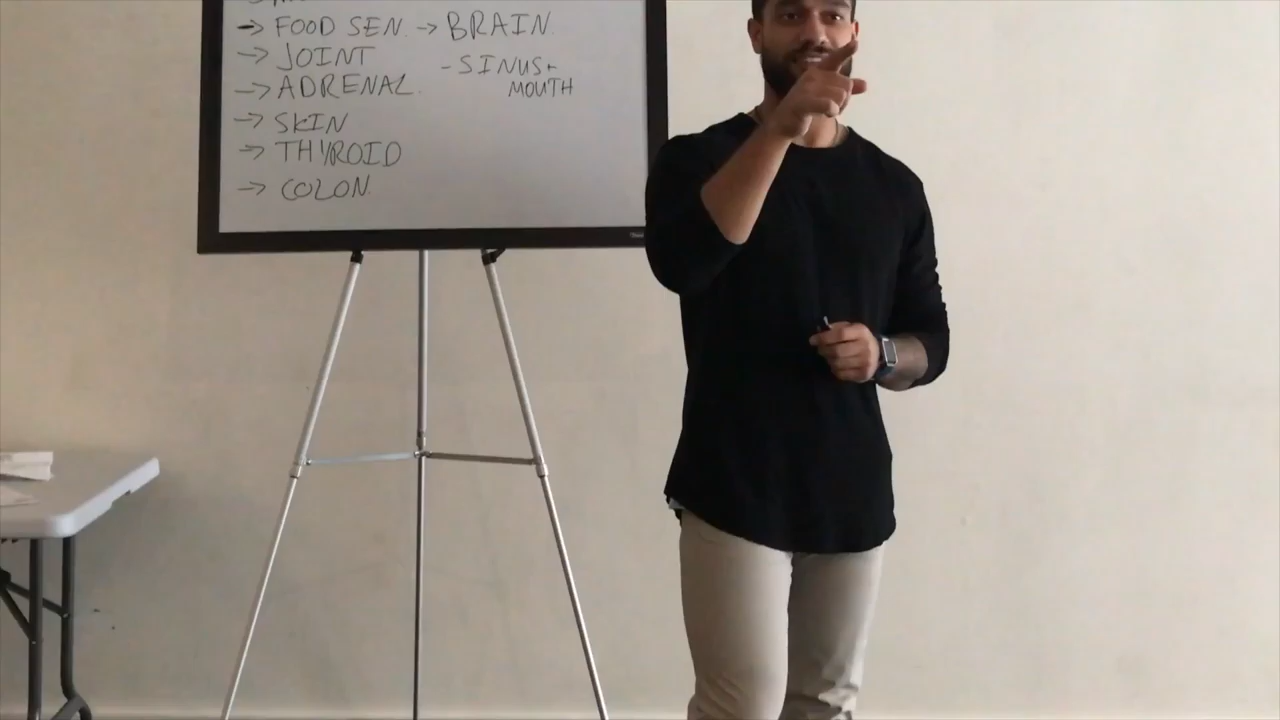 → FOOD SEN. → BRAIN.
→ JOINT
- SINUS +
→ ADRENAL.
MOUTH
→ SKIN
→ THYROID
→ COLON.